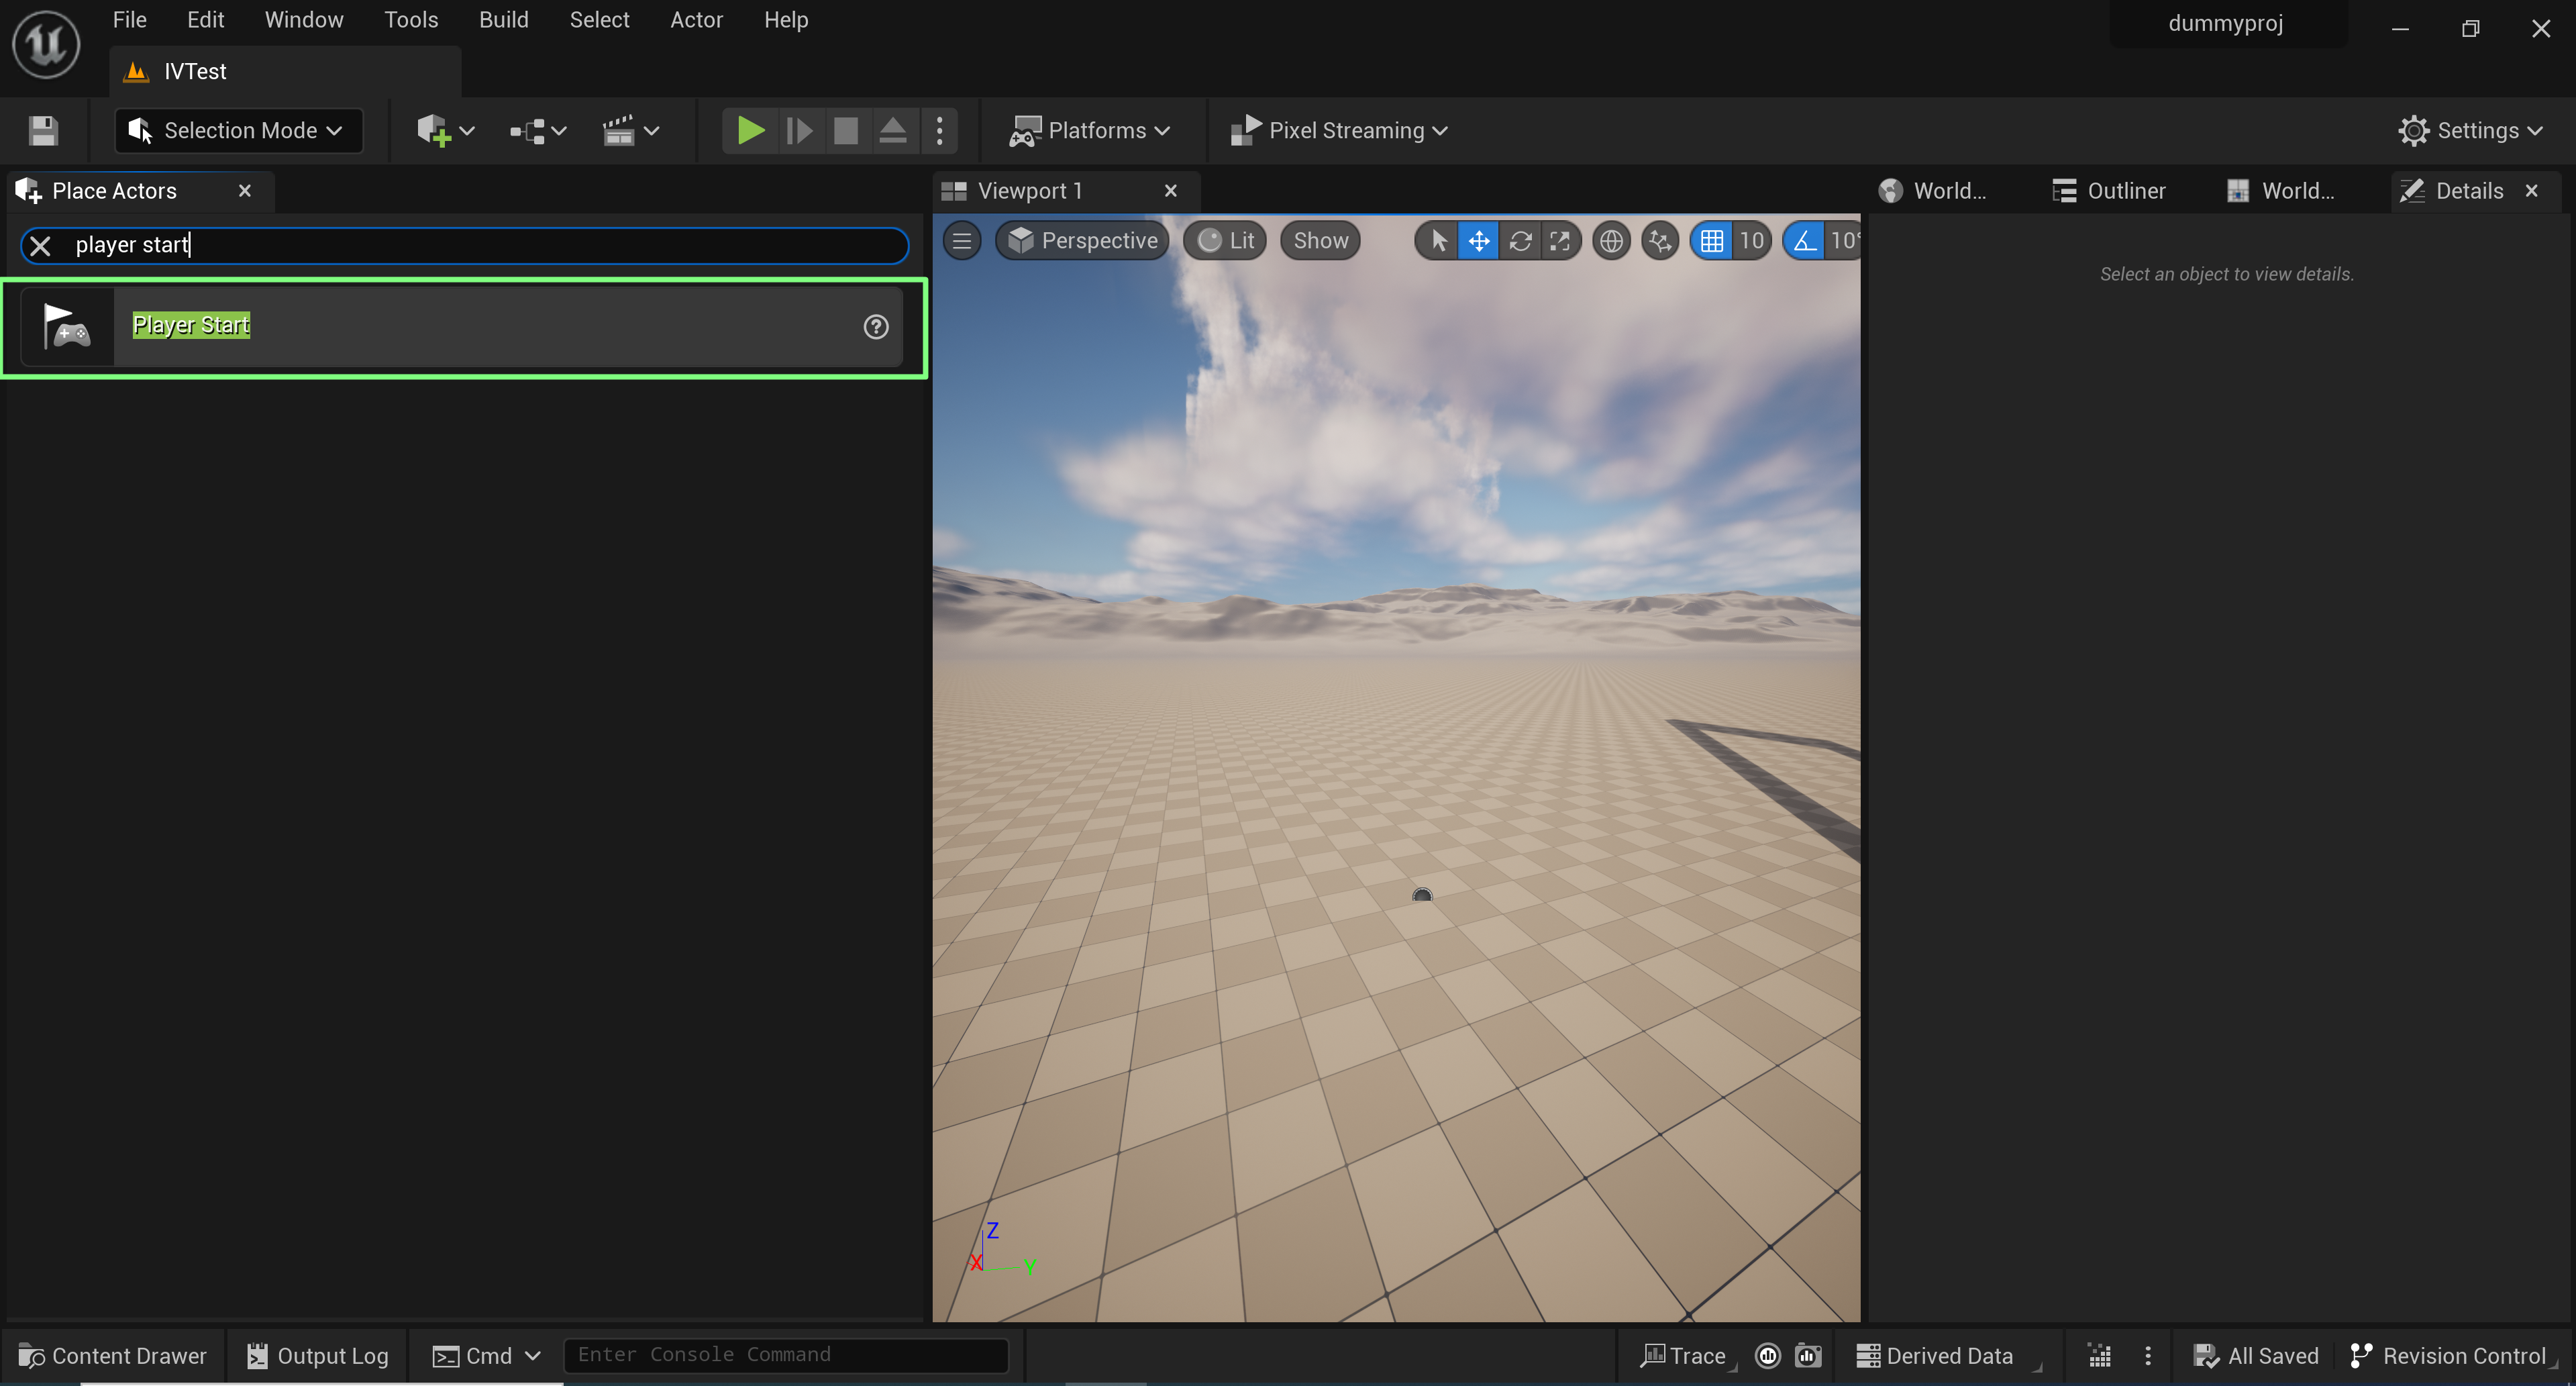 File Edit Window Tools Build Select Actor Help
dummyproj
IVTest
Selection Mode
Platforms
Pixel Streaming
Settings
Place Actors
Viewport 1
World...
Outliner
World...
Details
player start
Perspective
Lit
Show
10
10°
Select an object to view details.
Player Start
Z
X
Y
Content Drawer
Output Log
Cmd
Enter Console Command
Trace
Derived Data
All Saved
Revision Control